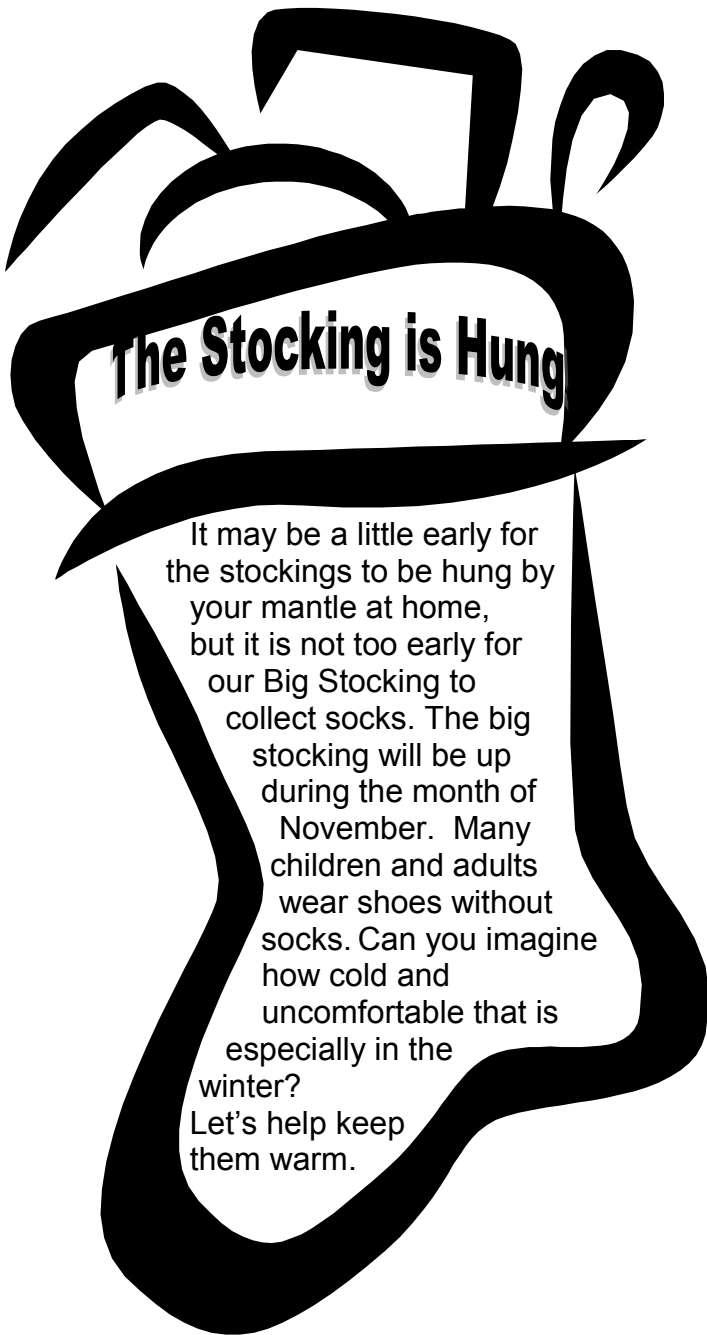 The Stocking is Hung!
It may be a little early for
the stockings to be hung by
your mantle at home,
but it is not too early for
our Big Stocking to
collect socks. The big
stocking will be up
during the month of
November.  Many
children and adults
wear shoes without
socks. Can you imagine
how cold and
uncomfortable that is
especially in the
winter?
Let’s help keep
them warm.